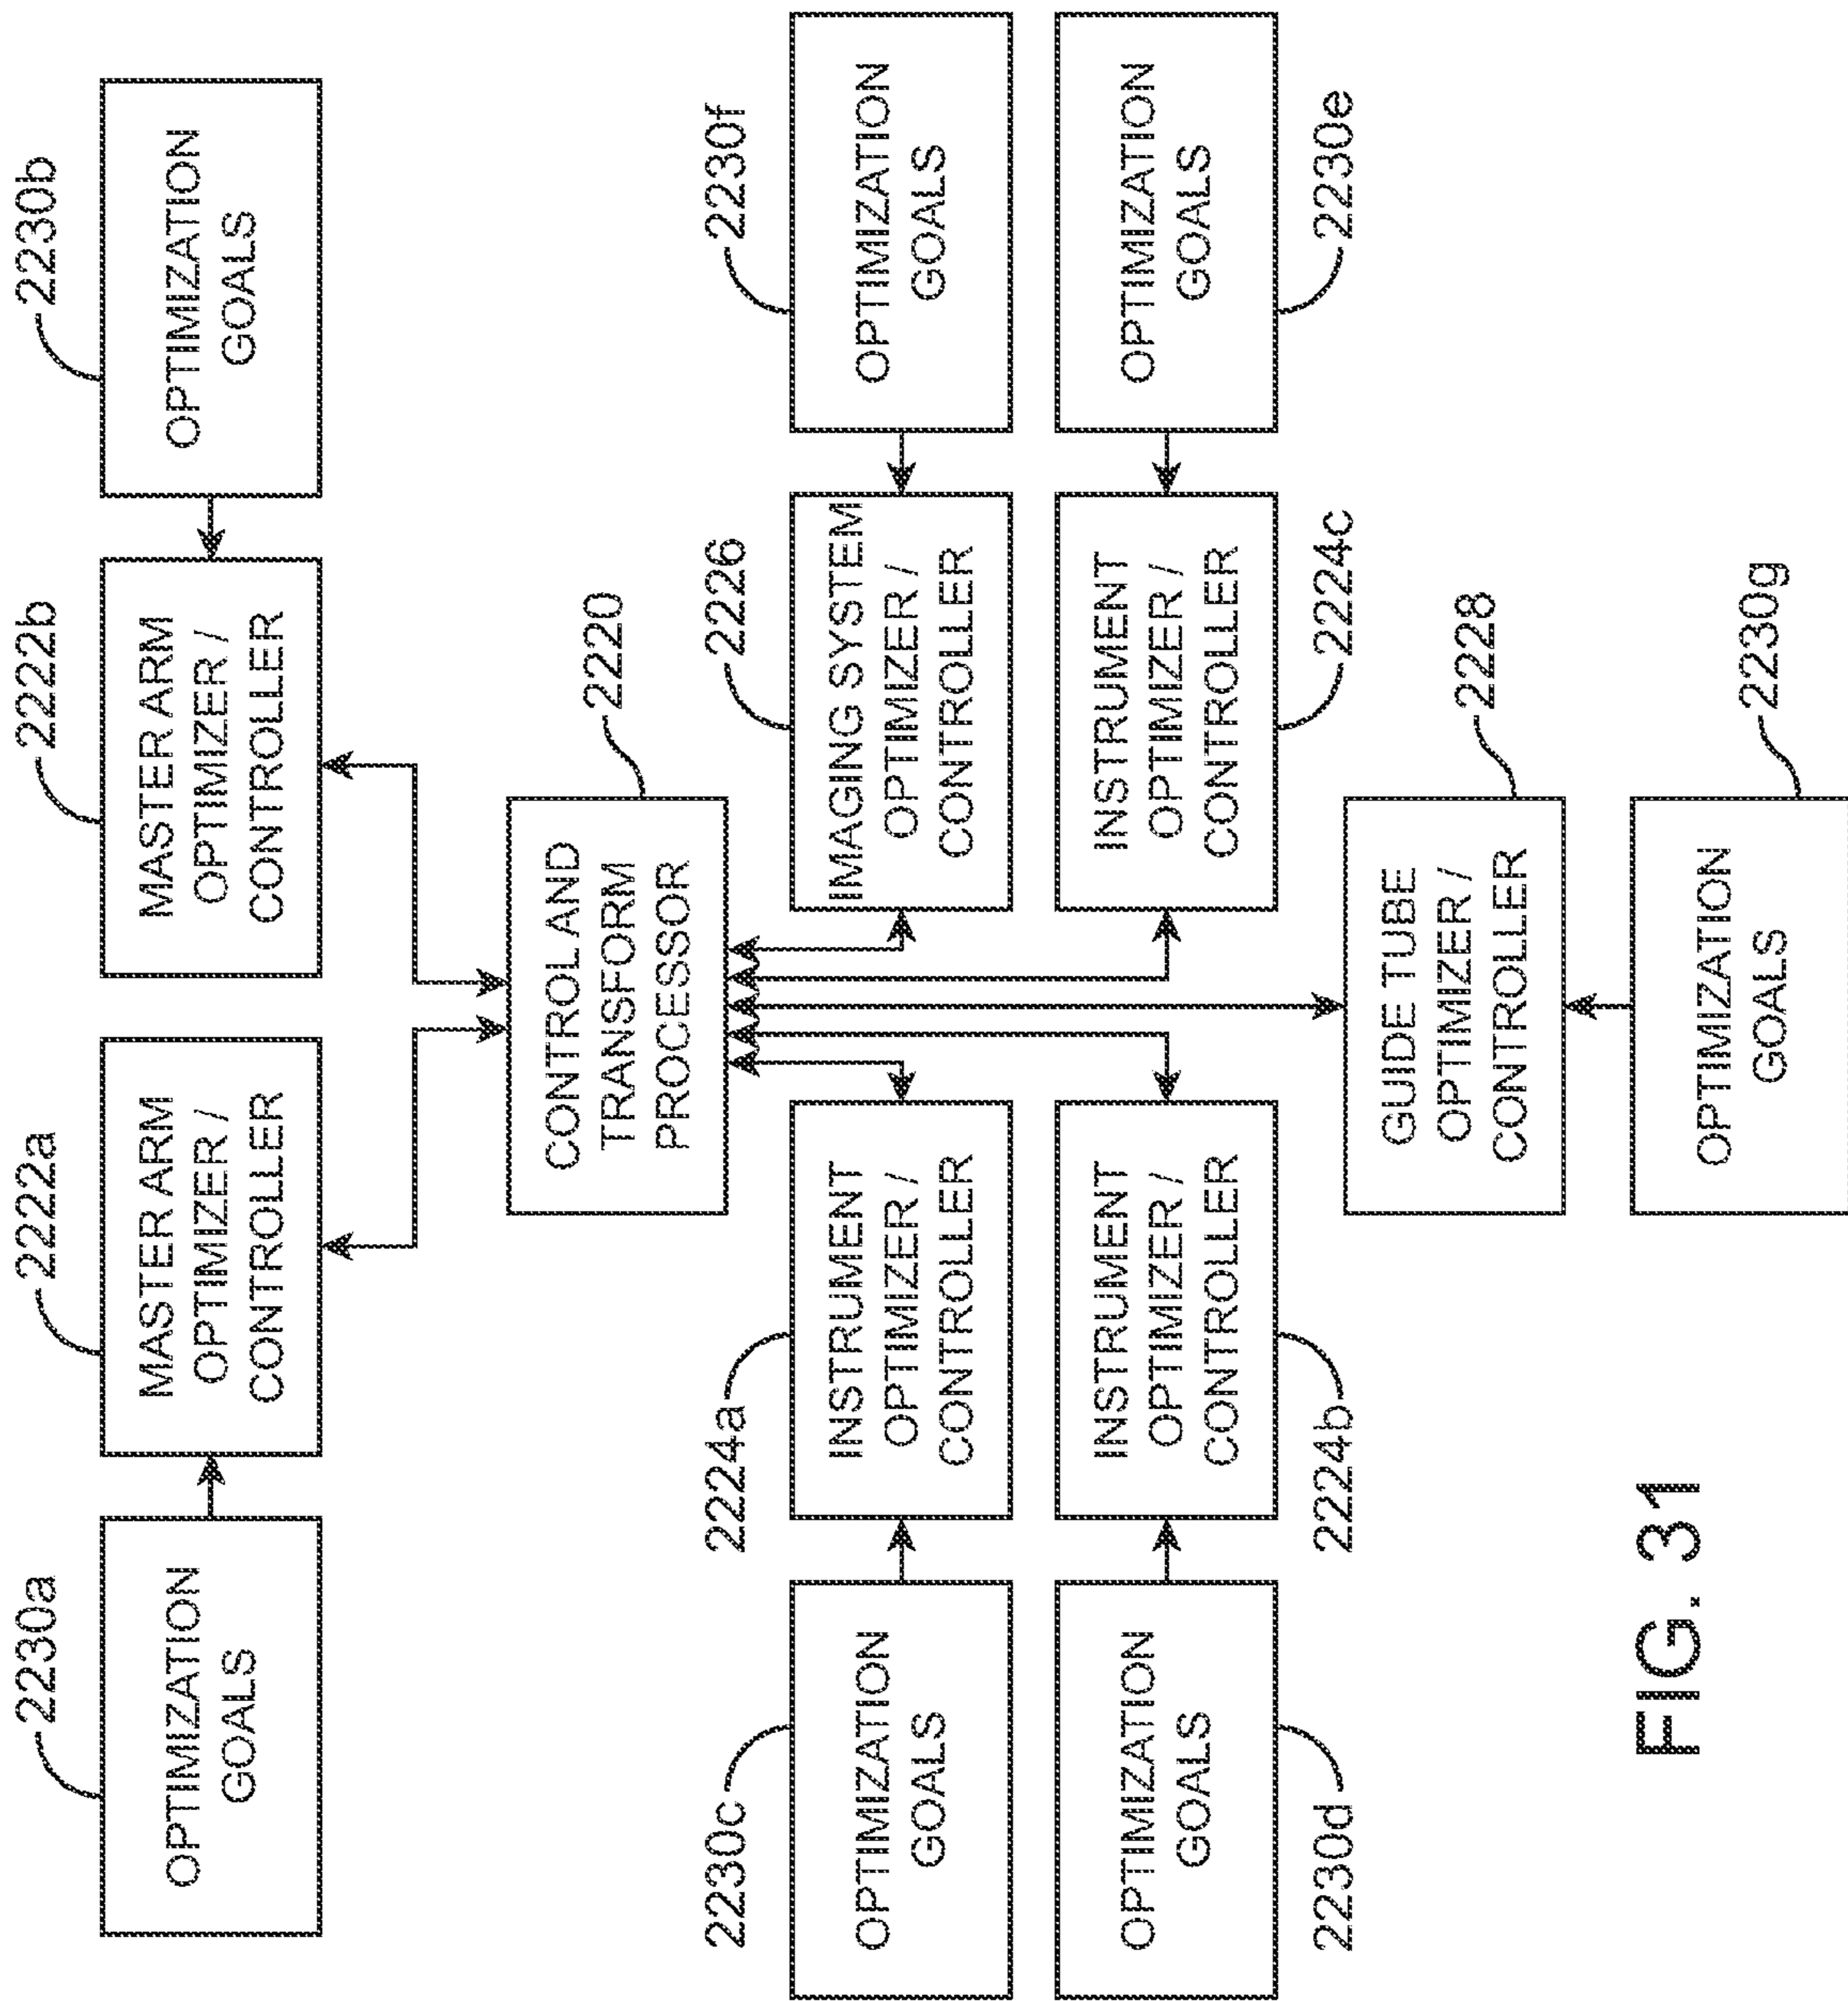 2230a
OPTIMIZATION
GOALS
2222a
MASTER ARM
OPTIMIZER /
CONTROLLER
2222b
MASTER ARM
OPTIMIZER /
CONTROLLER
2230b
OPTIMIZATION
GOALS
CONTROL AND
TRANSFORM
PROCESSOR
2220
2230c
OPTIMIZATION
GOALS
2224a
INSTRUMENT
OPTIMIZER /
CONTROLLER
2226
IMAGING SYSTEM
OPTIMIZER /
CONTROLLER
2230f
OPTIMIZATION
GOALS
OPTIMIZATION
GOALS
2230d
INSTRUMENT
OPTIMIZER /
CONTROLLER
2224b
INSTRUMENT
OPTIMIZER /
CONTROLLER
2224c
OPTIMIZATION
GOALS
2230e
GUIDE TUBE
OPTIMIZER /
CONTROLLER
2228
OPTIMIZATION
GOALS
2230g
FIG. 31